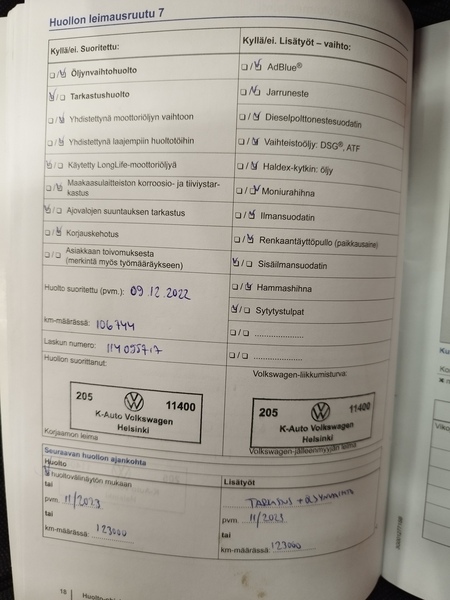 Huollon leimausruutu 7
Kyllä/ei. Suoritettu:
Öljynvaihtohuolto
Tarkastushuolto
Yhdistettynä moottoriöljyn vaihtoon
Yhdistettynä laajempiin huoltotöihin
Käytetty LongLife-moottoriöljyä
Maakaasulaitteiston korroosio- ja tiiviystar-
kastus
Ajovalojen suuntauksen tarkastus
Korjauskehotus
Asiakkaan toivomuksesta
(merkintä myös työmääräykseen)
Huolto suoritettu (pvm.): 09.12.2022
km-määrässä: 106744
Laskun numero:
Huollon suorittanut:
205 11400
K-Auto Volkswagen
Helsinki
Korjaamon leima
Kyllä/ei. Lisätyöt – vaihto:
AdBlue®
Jarruneste
Dieselpolttonestesuodatin
Vaihteistoöljy: DSG®, ATF
Haldex-kytkin: öljy
Moniurahihna
Ilmansuodatin
Renkaantäyttöpullo (paikkausaine)
Sisäilmansuodatin
Hammashihna
Sytytystulpat
Volkswagen-liikkumisturva:
205 11400
K-Auto Volkswagen
Helsinki
Volkswagen-jälleenmyyjän leima
Seuraavan huollon ajankohta
Huolto
huoltovälinäytön mukaan
tai
pvm. 11/2023
tai
km-määrässä: 123000
Lisätyöt
pvm. 11/2023
tai
km-määrässä: 123000
18